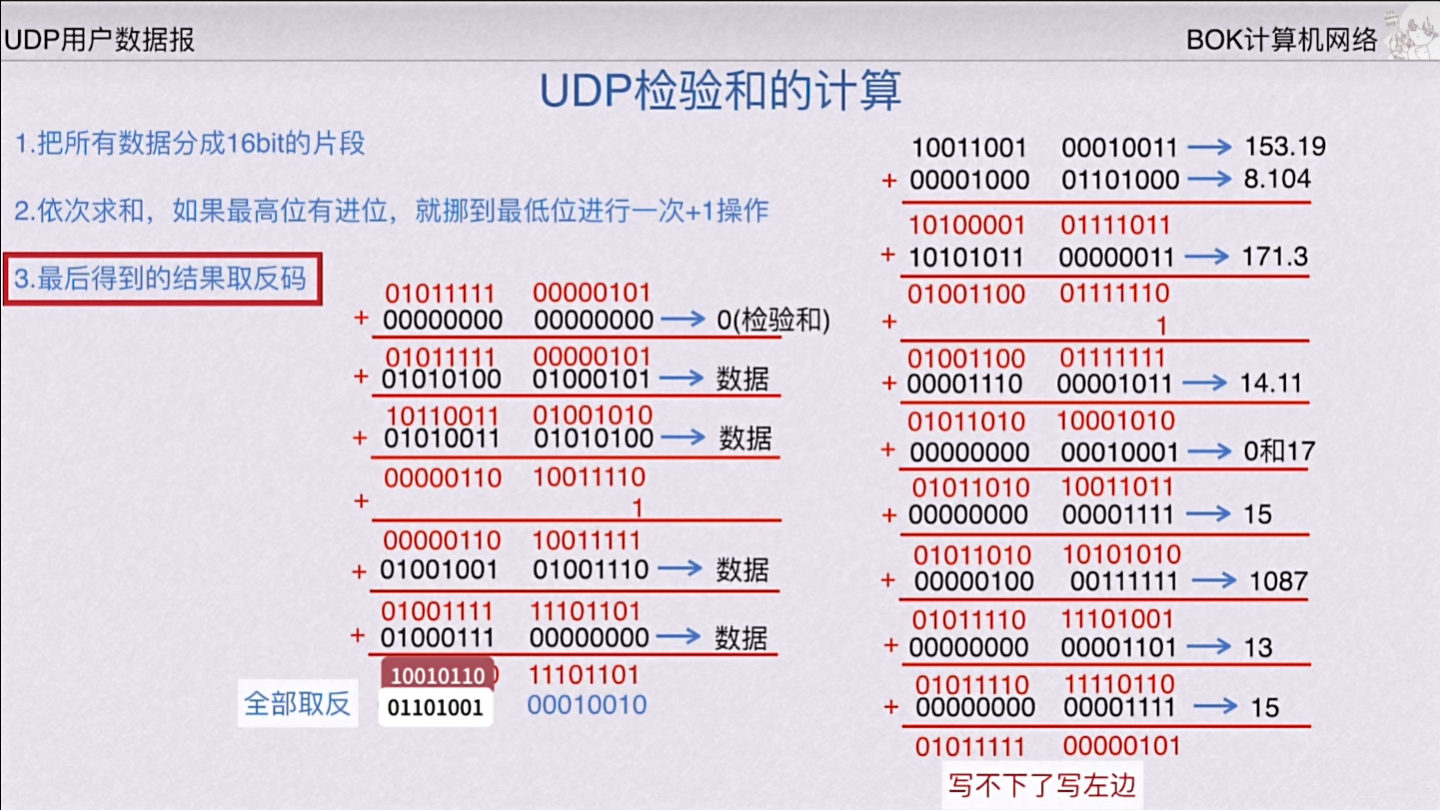 UDP用户数据报
BOK计算机网络
UDP检验和的计算
1.把所有数据分成16bit的片段
2.依次求和，如果最高位有进位，就挪到最低位进行一次+1操作
3.最后得到的结果取反码
10011001 00010011 → 153.19
+ 00001000 01101000 → 8.104
10100001 01111011
+ 10101011 00000011 → 171.3
01001100 01111110
+ 1
01001100 01111111
+ 00001110 00001011 → 14.11
01011010 10001010
+ 00000000 00010001 → 0和17
01011010 10011011
+ 00000000 00001111 → 15
01011010 10101010
+ 00000100 00111111 → 1087
01011110 11101001
+ 00000000 00001101 → 13
01011110 11110110
+ 00000000 00001111 → 15
01011111 00000101
写不下了写左边
01011111 00000101
+ 00000000 00000000 → 0(检验和)
01011111 00000101
+ 01010100 01000101 → 数据
10110011 01001010
+ 01010011 01010100 → 数据
00000110 10011110
+ 1
00000110 10011111
+ 01001001 01001110 → 数据
01001111 11101101
+ 01000111 00000000 → 数据
10010110 11101101
全部取反 01101001 00010010